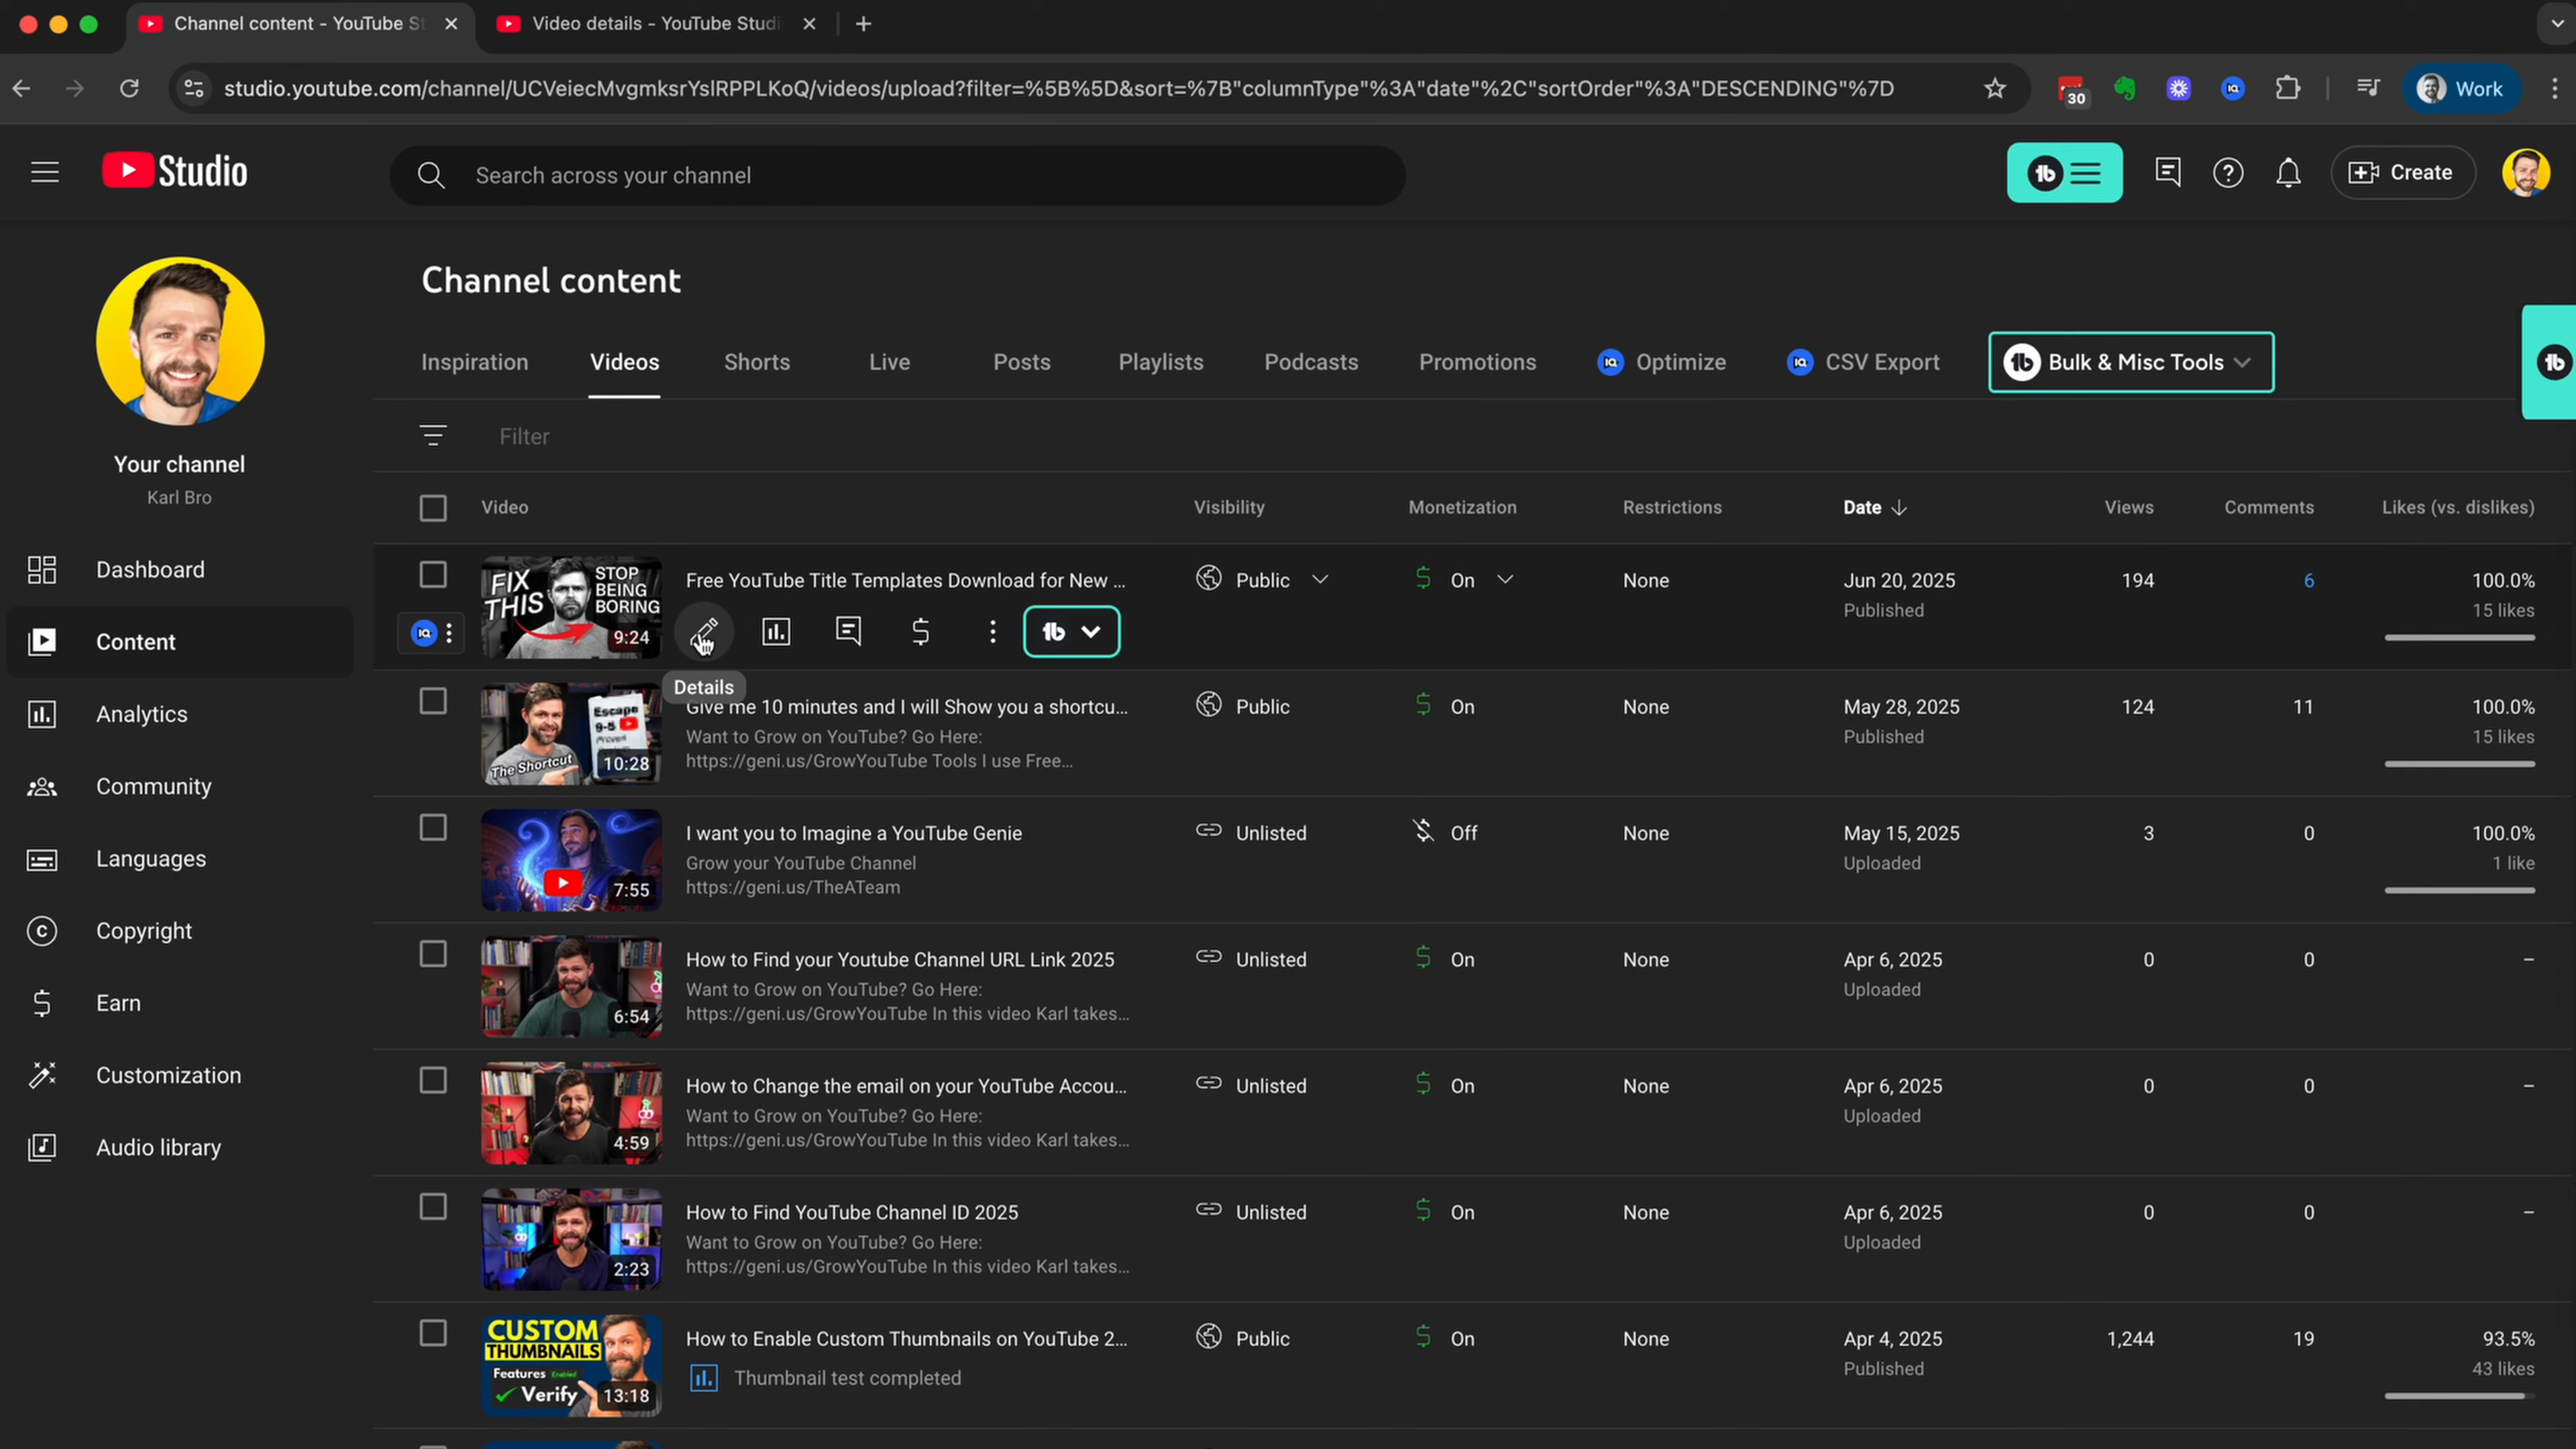 Channel content - YouTube St
Video details - YouTube Studi
studio.youtube.com/channel/UCVeiecMvgmksrYslRPPLKoQ/videos/upload?filter=%5B%5D&sort=%7B"columnType"%3A"date"%2C"sortOrder"%3A"DESCENDING"%7D
30
Work
Studio
Search across your channel
Create
Channel content
Inspiration
Videos
Shorts
Live
Posts
Playlists
Podcasts
Promotions
Optimize
CSV Export
Bulk & Misc Tools
Your channel
Karl Bro
Dashboard
Content
Analytics
Community
Languages
Copyright
Earn
Customization
Audio library
Filter
Video
Visibility
Monetization
Restrictions
Date
Views
Comments
Likes (vs. dislikes)
FIX THIS
STOP BEING BORING
9:24
Free YouTube Title Templates Download for New ...
Public
On
None
Jun 20, 2025
Published
194
6
100.0%
15 likes
Details
Escape
9-5
Proven
The Shortcut
10:28
Give me 10 minutes and I will Show you a shortcu...
Want to Grow on YouTube? Go Here:
https://geni.us/GrowYouTube Tools I use Free...
Public
On
None
May 28, 2025
Published
124
11
100.0%
15 likes
7:55
I want you to Imagine a YouTube Genie
Grow your YouTube Channel
https://geni.us/TheATeam
Unlisted
Off
None
May 15, 2025
Uploaded
3
0
100.0%
1 like
6:54
How to Find your Youtube Channel URL Link 2025
Want to Grow on YouTube? Go Here:
https://geni.us/GrowYouTube In this video Karl takes...
Unlisted
On
None
Apr 6, 2025
Uploaded
0
0
–
4:59
How to Change the email on your YouTube Accou...
Want to Grow on YouTube? Go Here:
https://geni.us/GrowYouTube In this video Karl takes...
Unlisted
On
None
Apr 6, 2025
Uploaded
0
0
–
2:23
How to Find YouTube Channel ID 2025
Want to Grow on YouTube? Go Here:
https://geni.us/GrowYouTube In this video Karl takes...
Unlisted
On
None
Apr 6, 2025
Uploaded
0
0
–
CUSTOM
THUMBNAILS
Features Enabled
Verify
13:18
How to Enable Custom Thumbnails on YouTube 2...
Thumbnail test completed
Public
On
None
Apr 4, 2025
Published
1,244
19
93.5%
43 likes